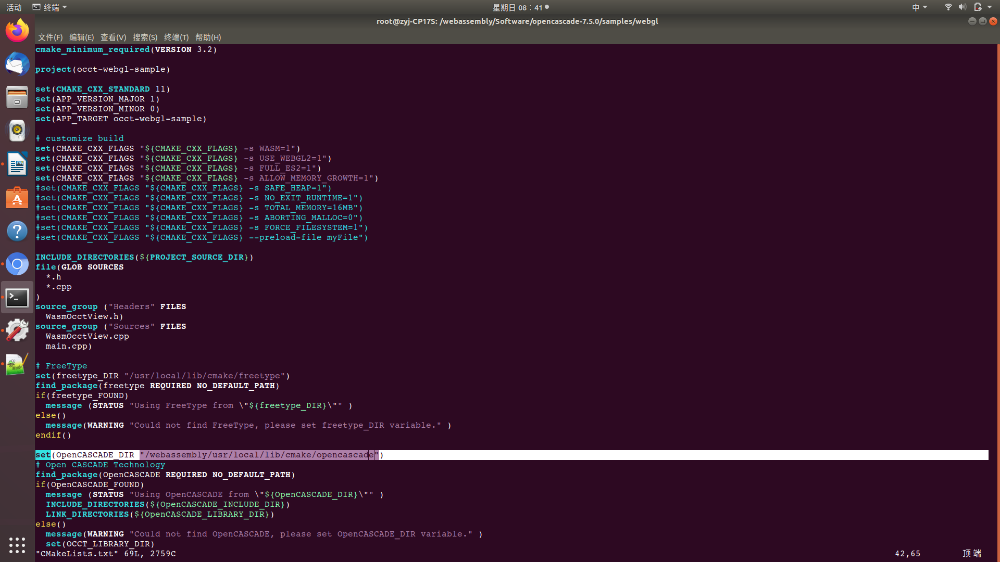 活动 终端 星期日 08：41 中
root@zyj-CP17S: /webassembly/Software/opencascade-7.5.0/samples/webgl
文件(F) 编辑(E) 查看(V) 搜索(S) 终端(T) 帮助(H)
cmake_minimum_required(VERSION 3.2)
project(occt-webgl-sample)
set(CMAKE_CXX_STANDARD 11)
set(APP_VERSION_MAJOR 1)
set(APP_VERSION_MINOR 0)
set(APP_TARGET occt-webgl-sample)
# customize build
set(CMAKE_CXX_FLAGS "${CMAKE_CXX_FLAGS} -s WASM=1")
set(CMAKE_CXX_FLAGS "${CMAKE_CXX_FLAGS} -s USE_WEBGL2=1")
set(CMAKE_CXX_FLAGS "${CMAKE_CXX_FLAGS} -s FULL_ES2=1")
set(CMAKE_CXX_FLAGS "${CMAKE_CXX_FLAGS} -s ALLOW_MEMORY_GROWTH=1")
#set(CMAKE_CXX_FLAGS "${CMAKE_CXX_FLAGS} -s SAFE_HEAP=1")
#set(CMAKE_CXX_FLAGS "${CMAKE_CXX_FLAGS} -s NO_EXIT_RUNTIME=1")
#set(CMAKE_CXX_FLAGS "${CMAKE_CXX_FLAGS} -s TOTAL_MEMORY=16MB")
#set(CMAKE_CXX_FLAGS "${CMAKE_CXX_FLAGS} -s ABORTING_MALLOC=0")
#set(CMAKE_CXX_FLAGS "${CMAKE_CXX_FLAGS} -s FORCE_FILESYSTEM=1")
#set(CMAKE_CXX_FLAGS "${CMAKE_CXX_FLAGS} --preload-file myFile")
INCLUDE_DIRECTORIES(${PROJECT_SOURCE_DIR})
file(GLOB SOURCES
  *.h
  *.cpp
)
source_group ("Headers" FILES
  WasmOcctView.h)
source_group ("Sources" FILES
  WasmOcctView.cpp
  main.cpp)
# FreeType
set(freetype_DIR "/usr/local/lib/cmake/freetype")
find_package(freetype REQUIRED NO_DEFAULT_PATH)
if(freetype_FOUND)
  message (STATUS "Using FreeType from \"${freetype_DIR}\"" )
else()
  message(WARNING "Could not find FreeType, please set freetype_DIR variable." )
endif()
set(OpenCASCADE_DIR "/webassembly/usr/local/lib/cmake/opencascade")
# Open CASCADE Technology
find_package(OpenCASCADE REQUIRED NO_DEFAULT_PATH)
if(OpenCASCADE_FOUND)
  message (STATUS "Using OpenCASCADE from \"${OpenCASCADE_DIR}\"" )
  INCLUDE_DIRECTORIES(${OpenCASCADE_INCLUDE_DIR})
  LINK_DIRECTORIES(${OpenCASCADE_LIBRARY_DIR})
else()
  message(WARNING "Could not find OpenCASCADE, please set OpenCASCADE_DIR variable." )
  set(OCCT_LIBRARY_DIR)
"CMakeLists.txt" 69L, 2759C 42,65 顶端